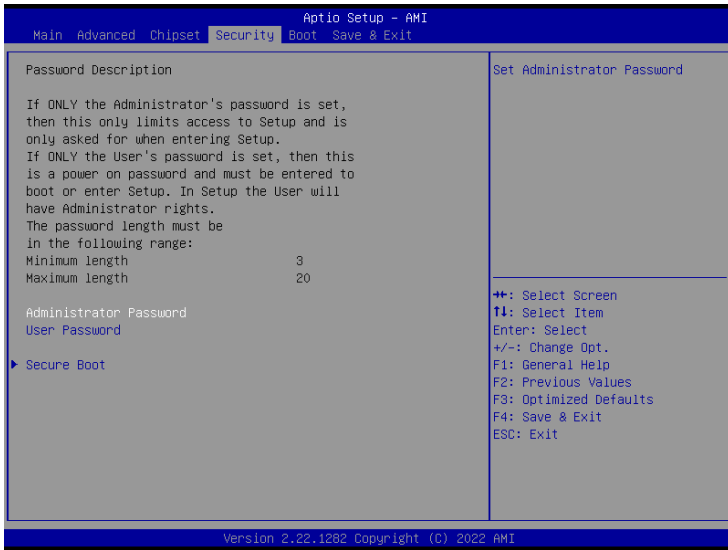 Aptio Setup – AMI
Main Advanced Chipset Security Boot Save & Exit
Password Description
If ONLY the Administrator's password is set,
then this only limits access to Setup and is
only asked for when entering Setup.
If ONLY the User's password is set, then this
is a power on password and must be entered to
boot or enter Setup. In Setup the User will
have Administrator rights.
The password length must be
in the following range:
Minimum length 3
Maximum length 20
Administrator Password
User Password
Secure Boot
Set Administrator Password
→←: Select Screen
↑↓: Select Item
Enter: Select
+/-: Change Opt.
F1: General Help
F2: Previous Values
F3: Optimized Defaults
F4: Save & Exit
ESC: Exit
Version 2.22.1282 Copyright (C) 2022 AMI